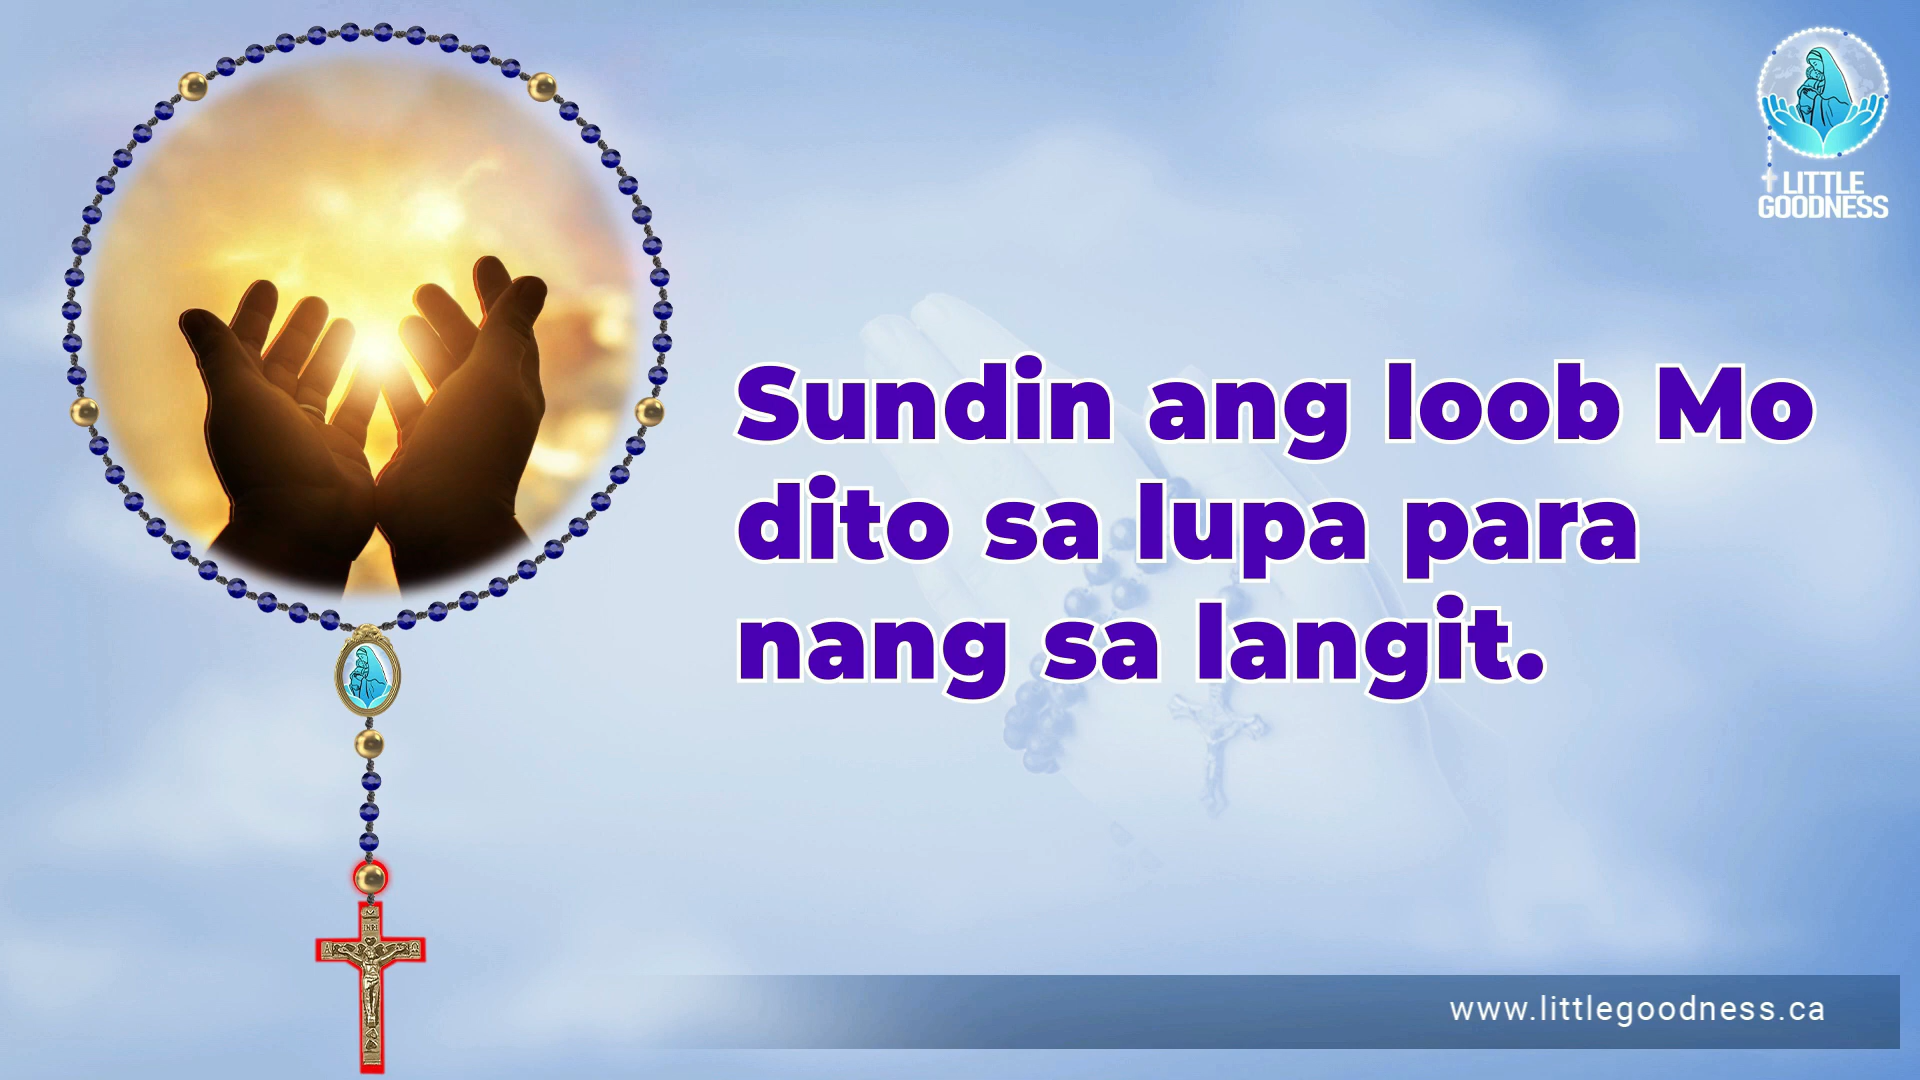 LITTLE
GOODNESS
Sundin ang loob Mo
dito sa lupa para
nang sa langit.
INRI
www.littlegoodness.ca